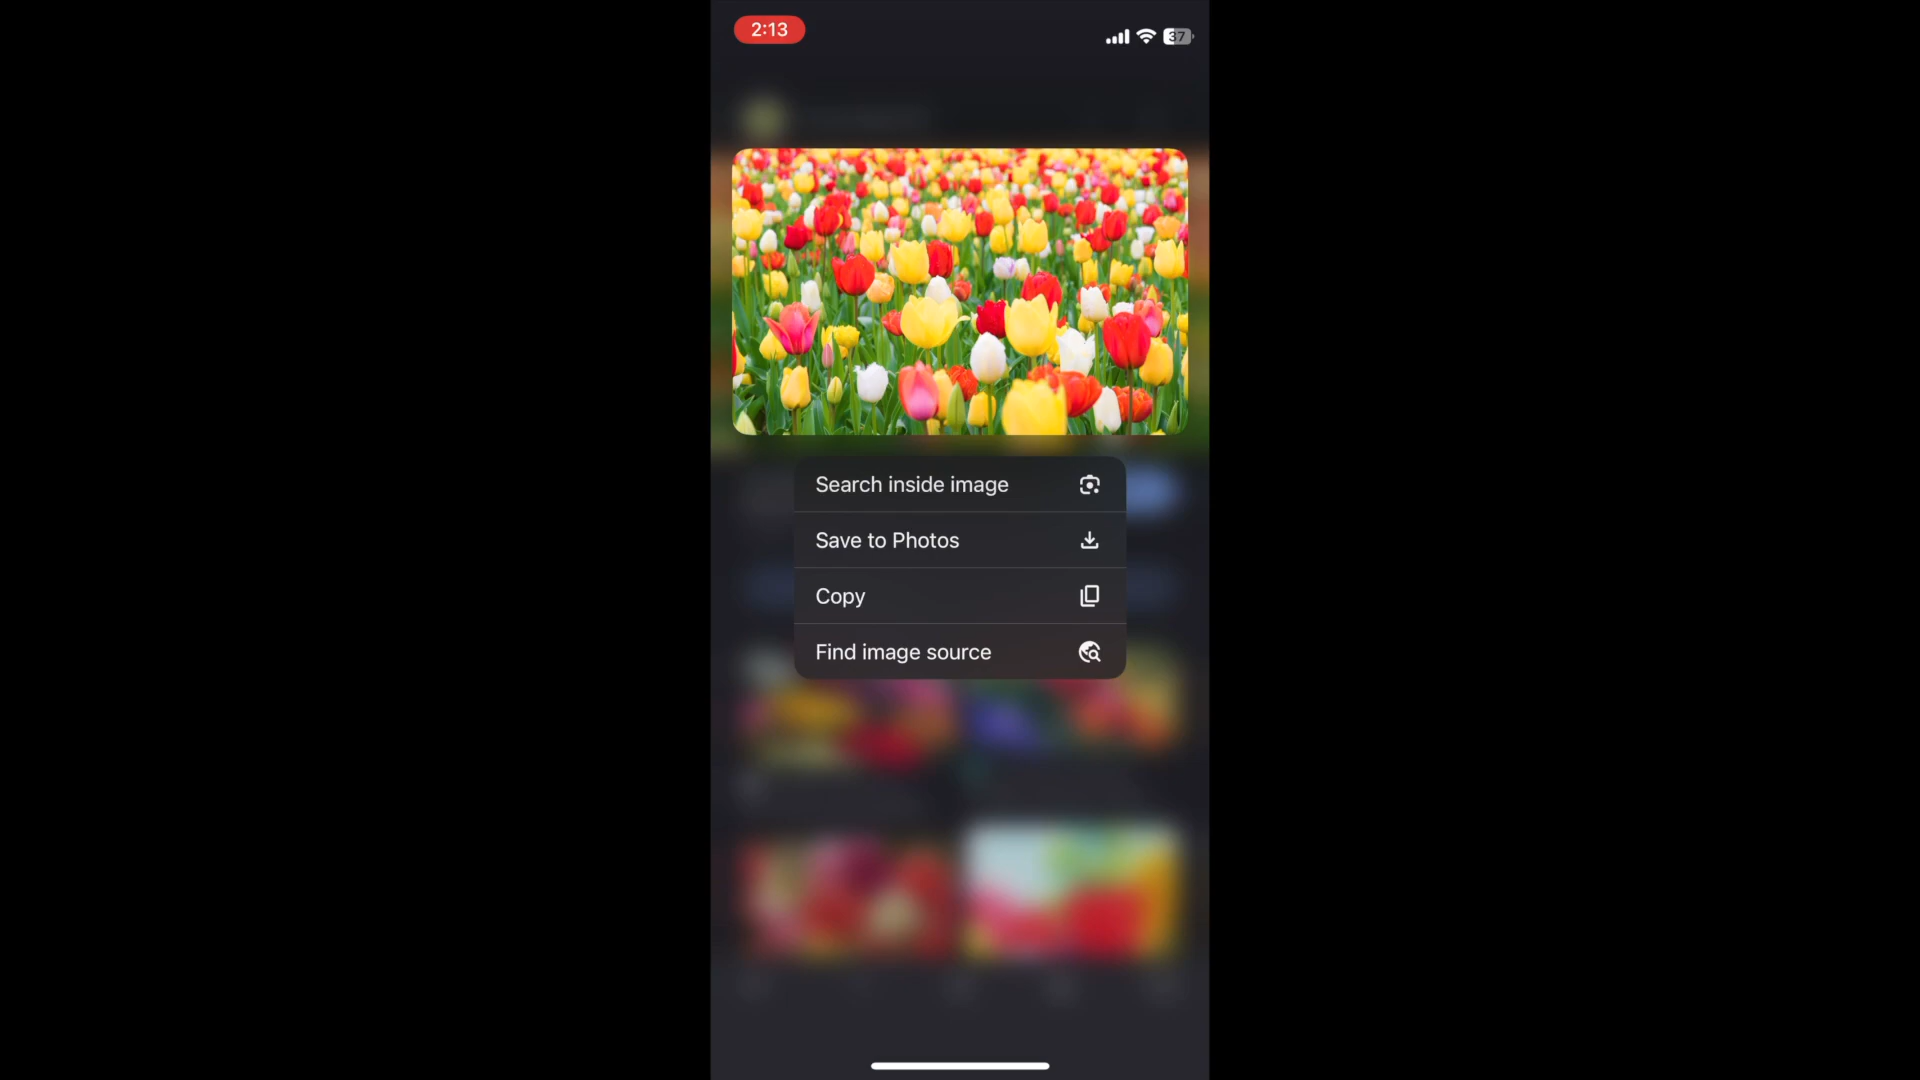 2:13
37
Search inside image
Save to Photos
Copy
Find image source